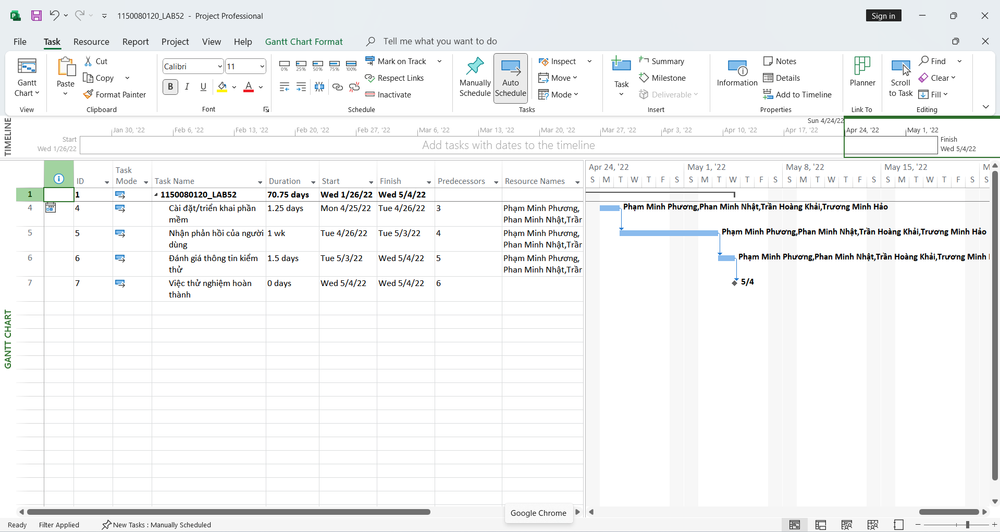 1150080120_LAB52 - Project Professional
Sign in
File Task Resource Report Project View Help Gantt Chart Format Tell me what you want to do
Gantt
Chart
View
Paste
Cut
Copy
Format Painter
Clipboard
Calibri 11
B I U A
Font
0% 25% 50% 75% 100%
Mark on Track
Respect Links
Inactivate
Schedule
Manually
Schedule
Auto
Schedule
Inspect
Move
Mode
Tasks
Task
Summary
Milestone
Deliverable
Insert
Information
Notes
Details
Add to Timeline
Properties
Planner
Link To
Scroll
to Task
Find
Clear
Fill
Editing
TIMELINE
Sun 4/24/22
Jan 30, '22 Feb 6, '22 Feb 13, '22 Feb 20, '22 Feb 27, '22 Mar 6, '22 Mar 13, '22 Mar 20, '22 Mar 27, '22 Apr 3, '22 Apr 10, '22 Apr 17, '22 Apr 24, '22 May 1, '22
Start
Wed 1/26/22
Add tasks with dates to the timeline
Finish
Wed 5/4/22
GANTT CHART
ID Task Mode Task Name Duration Start Finish Predecessors Resource Names
Apr 24, '22 May 1, '22 May 8, '22 May 15, '22 M
S M T W T F S S M T W T F S S M T W T F S S M T W T F S S
1 1 1150080120_LAB52 70.75 days Wed 1/26/22 Wed 5/4/22
4 4 Cài đặt/triển khai phần 1.25 days Mon 4/25/22 Tue 4/26/22 3 Phạm Minh Phương,
mềm Phan Minh Nhật,Trần
Phạm Minh Phương,Phan Minh Nhật,Trần Hoàng Khải,Trương Minh Hảo
5 5 Nhận phản hồi của người 1 wk Tue 4/26/22 Tue 5/3/22 4 Phạm Minh Phương,
dùng Phan Minh Nhật,Trần
Phạm Minh Phương,Phan Minh Nhật,Trần Hoàng Khải,Trương Minh Hảo
6 6 Đánh giá thông tin kiểm 1.5 days Tue 5/3/22 Wed 5/4/22 5 Phạm Minh Phương,
thử Phan Minh Nhật,Trần
Phạm Minh Phương,Phan Minh Nhật,Trần Hoàng Khải,Trương Minh
7 7 Việc thử nghiệm hoàn 0 days Wed 5/4/22 Wed 5/4/22 6
thành
5/4
Google Chrome
Ready Filter Applied New Tasks : Manually Scheduled